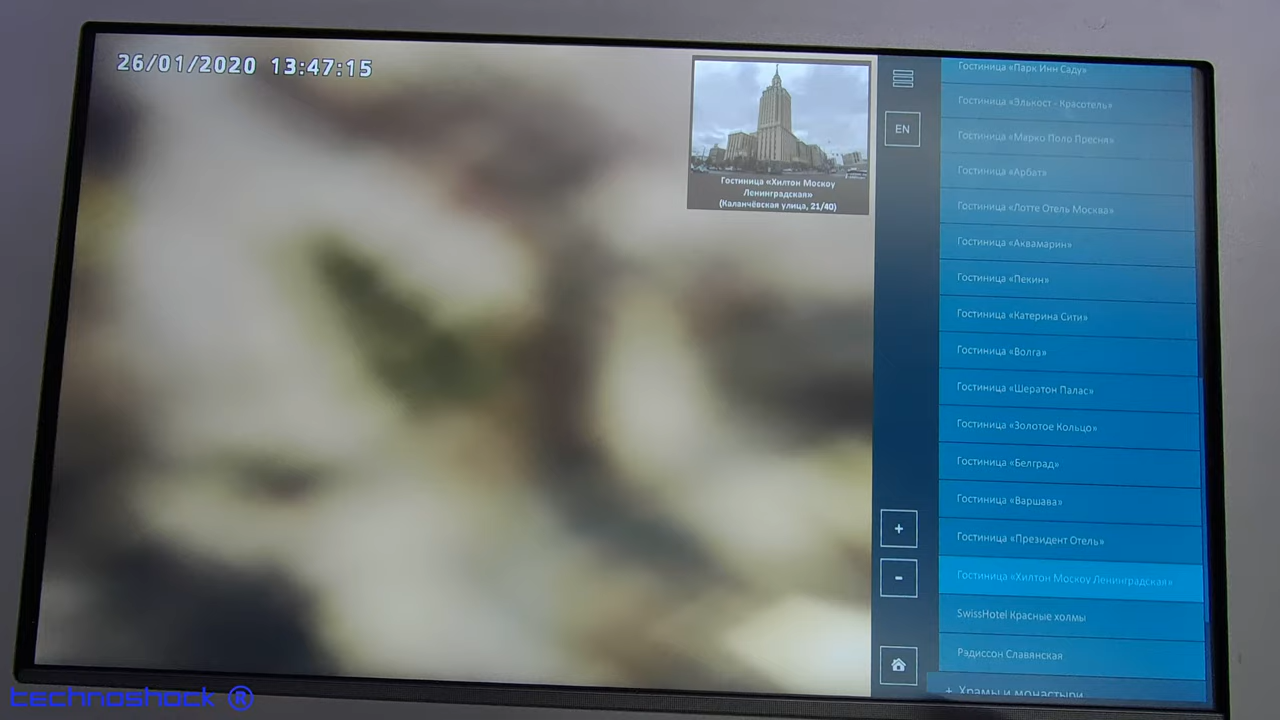 26/01/2020 13:47:15
Гостиница «Хилтон Москоу
Ленинградская»
(Каланчёвская улица, 21/40)
EN
Гостиница «Парк Инн Саду»
Гостиница «Элькост - Красотель»
Гостиница «Марко Поло Пресня»
Гостиница «Арбат»
Гостиница «Лотте Отель Москва»
Гостиница «Аквамарин»
Гостиница «Пекин»
Гостиница «Катерина Сити»
Гостиница «Волга»
Гостиница «Шератон Палас»
Гостиница «Золотое Кольцо»
Гостиница «Белград»
Гостиница «Варшава»
Гостиница «Президент Отель»
Гостиница «Хилтон Москоу Ленинградская»
SwissHotel Красные холмы
Рэдиссон Славянская
+ Храмы и монастыри
+
-
technoshock ®